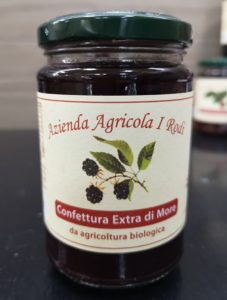 Azienda Agricola I Rodi
Confettura Extra di More
da agricoltura biologica